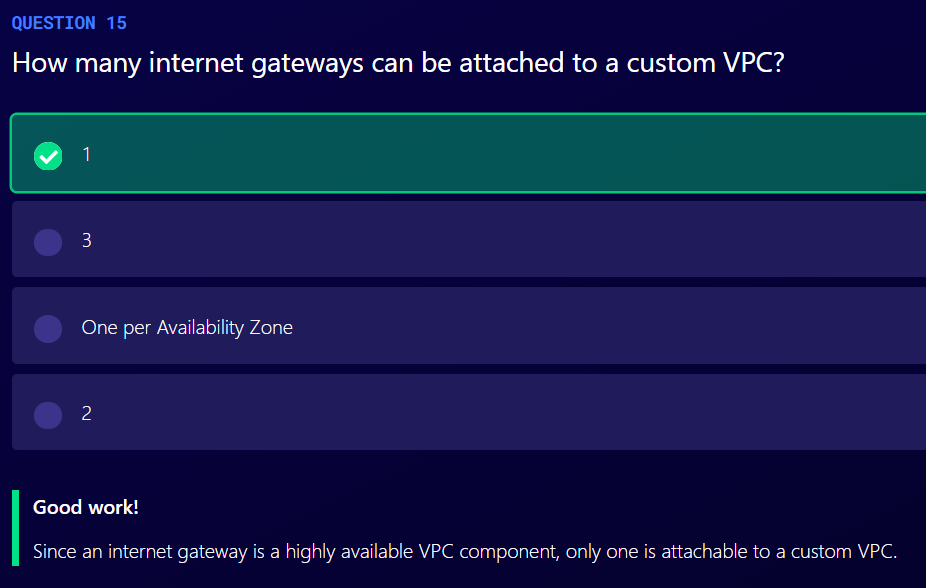 QUESTION 15
How many internet gateways can be attached to a custom VPC?
1
3
One per Availability Zone
2
Good work!
Since an internet gateway is a highly available VPC component, only one is attachable to a custom VPC.